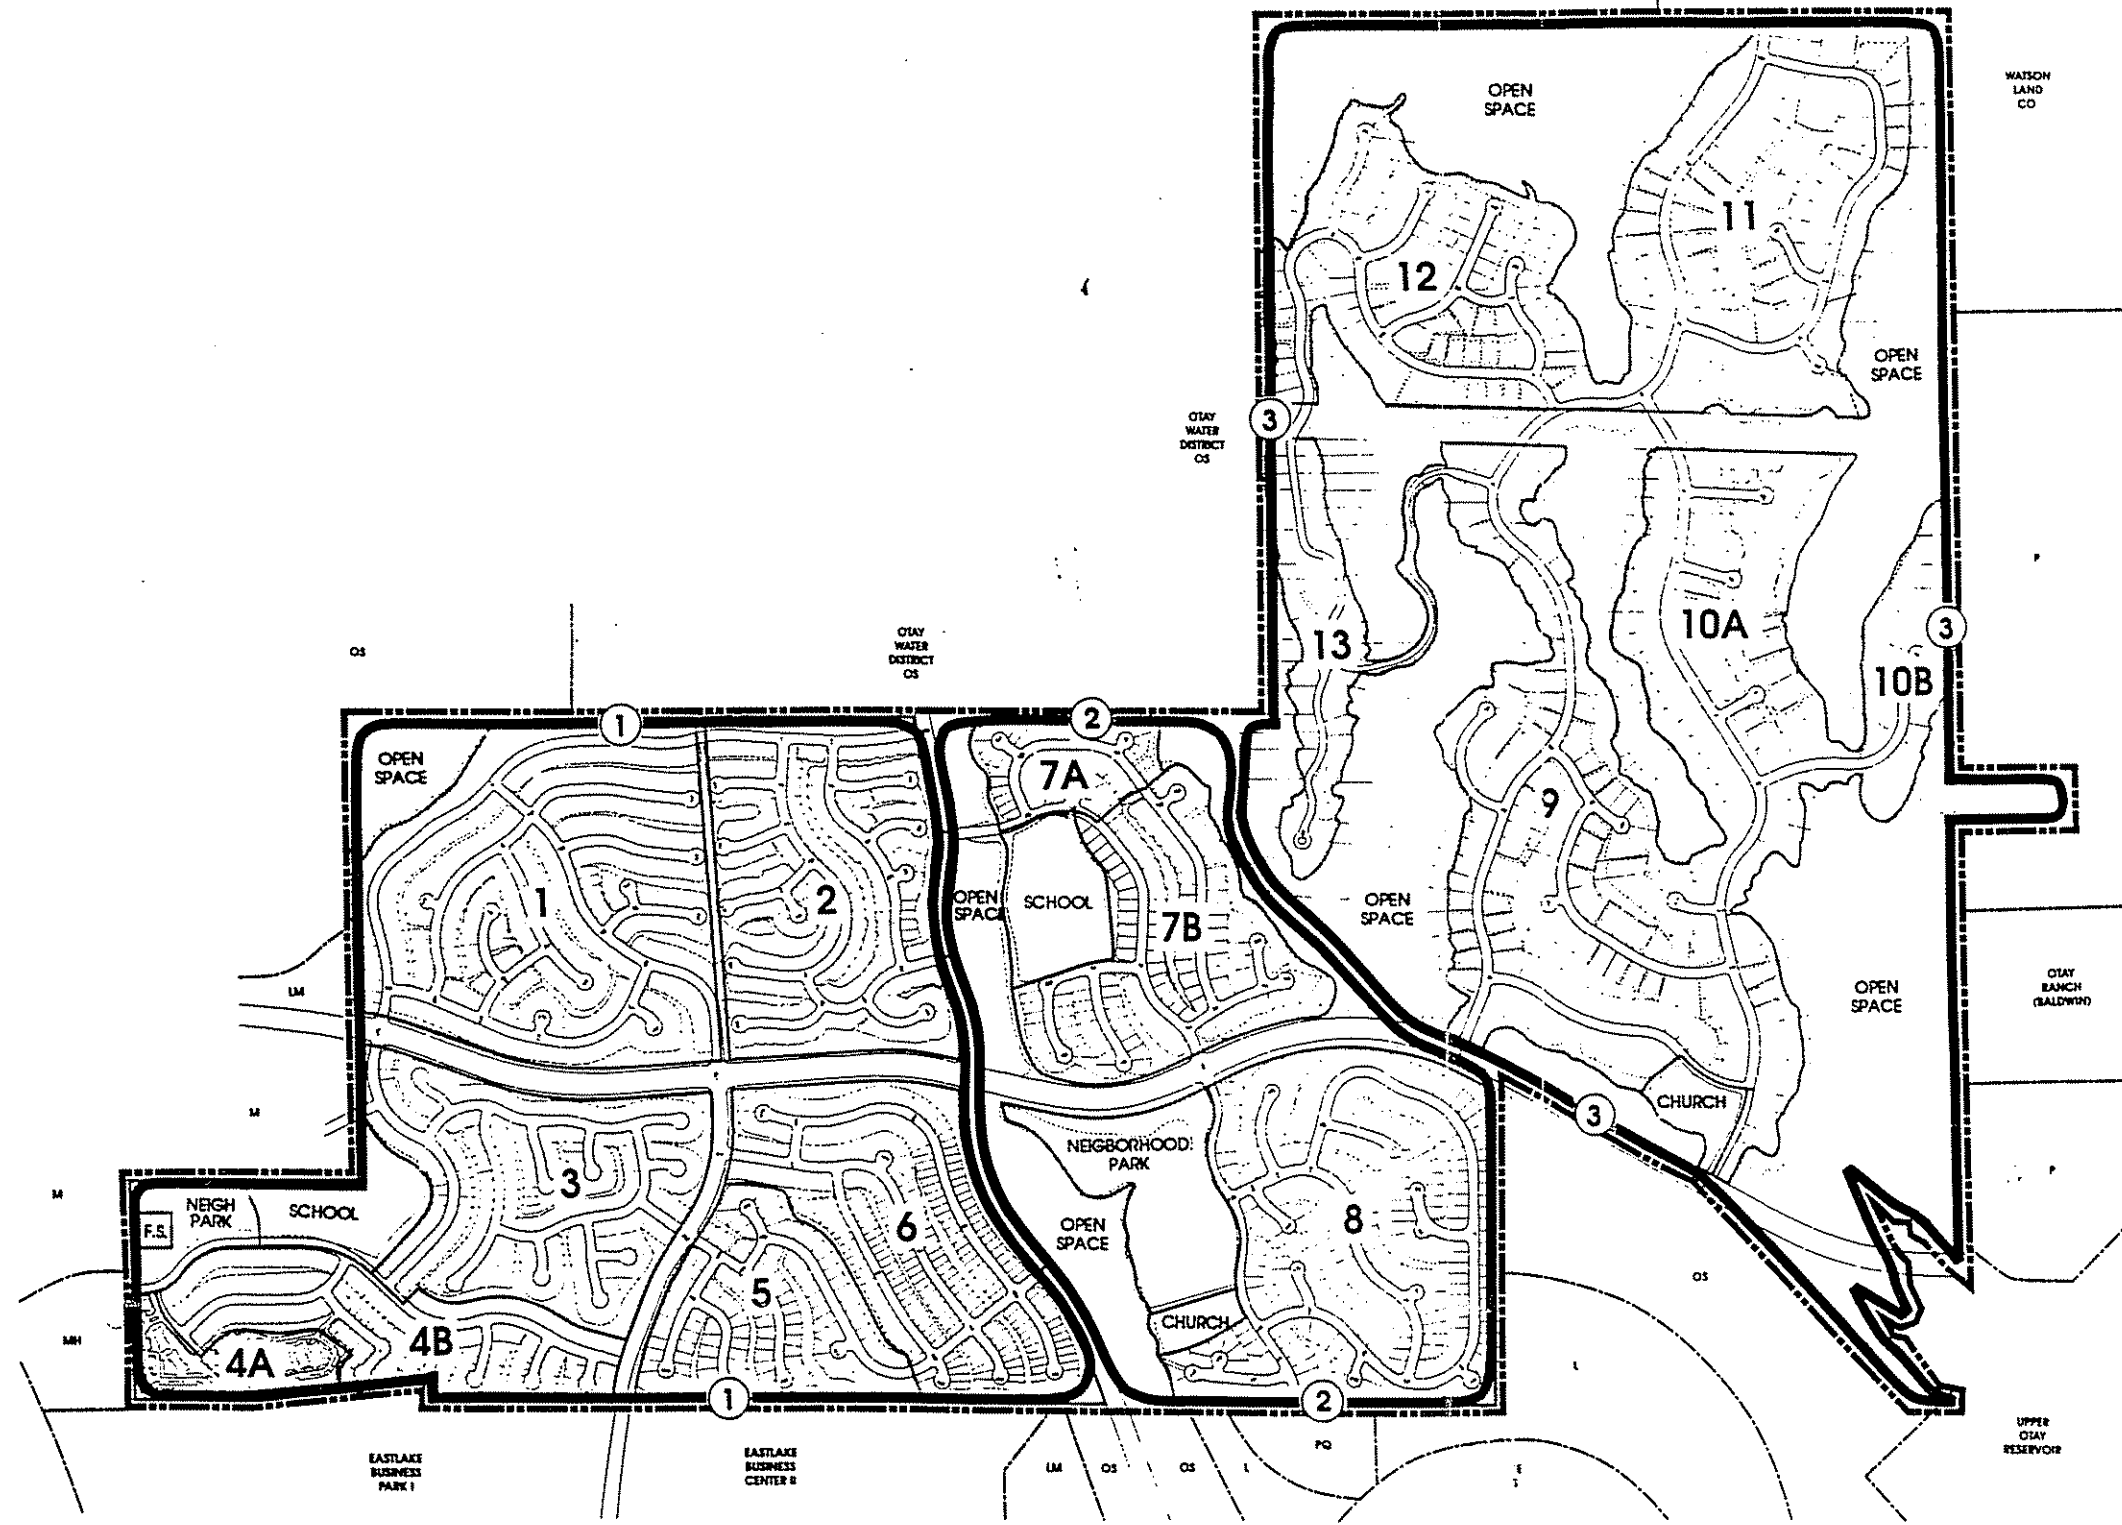 WATSON
LAND
CO
OPEN
SPACE
11
12
OPEN
SPACE
3
OTAY
WATER
DISTRICT
OS
P
10A
3
13
10B
OS
OTAY
WATER
DISTRICT
OS
1
2
OPEN
SPACE
7A
9
1
2
OPEN
SPACE
SCHOOL
7B
OPEN
SPACE
OPEN
SPACE
OTAY
RANCH
(BALDWIN)
LM
M
CHURCH
3
NEIGBORHOOD
PARK
M
3
P
NEIGH
PARK
SCHOOL
F.S.
6
OPEN
SPACE
8
OS
5
MH
4A
4B
CHURCH
L
1
2
EASTLAKE
BUSINESS
PARK I
EASTLAKE
BUSINESS
CENTER II
LM
OS
OS
L
PQ
UPPER
OTAY
RESERVOIR